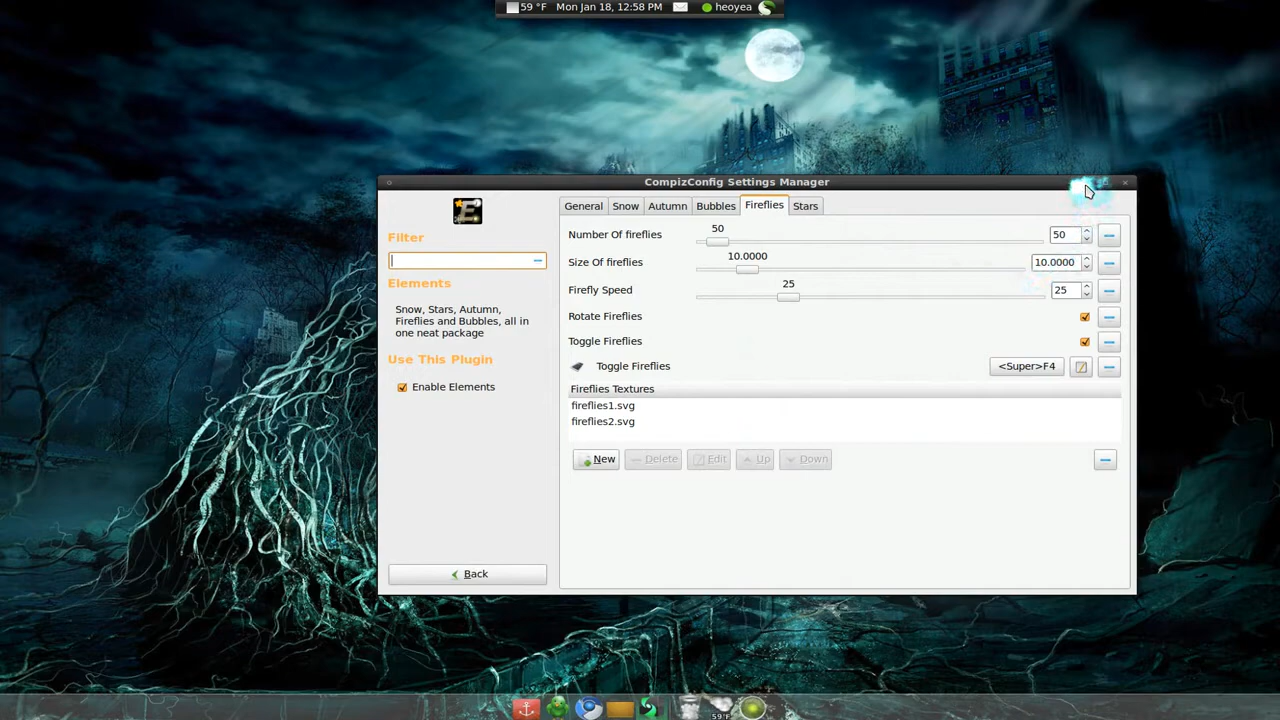 59 °F Mon Jan 18, 12:58 PM heoyea
CompizConfig Settings Manager
Filter
Elements
Snow, Stars, Autumn,
Fireflies and Bubbles, all in
one neat package
Use This Plugin
Enable Elements
Back
General Snow Autumn Bubbles Fireflies Stars
Number Of fireflies 50 50
Size Of fireflies 10.0000 10.0000
Firefly Speed 25 25
Rotate Fireflies
Toggle Fireflies
Toggle Fireflies <Super>F4
Fireflies Textures
fireflies1.svg
fireflies2.svg
New Delete Edit Up Down
59°F